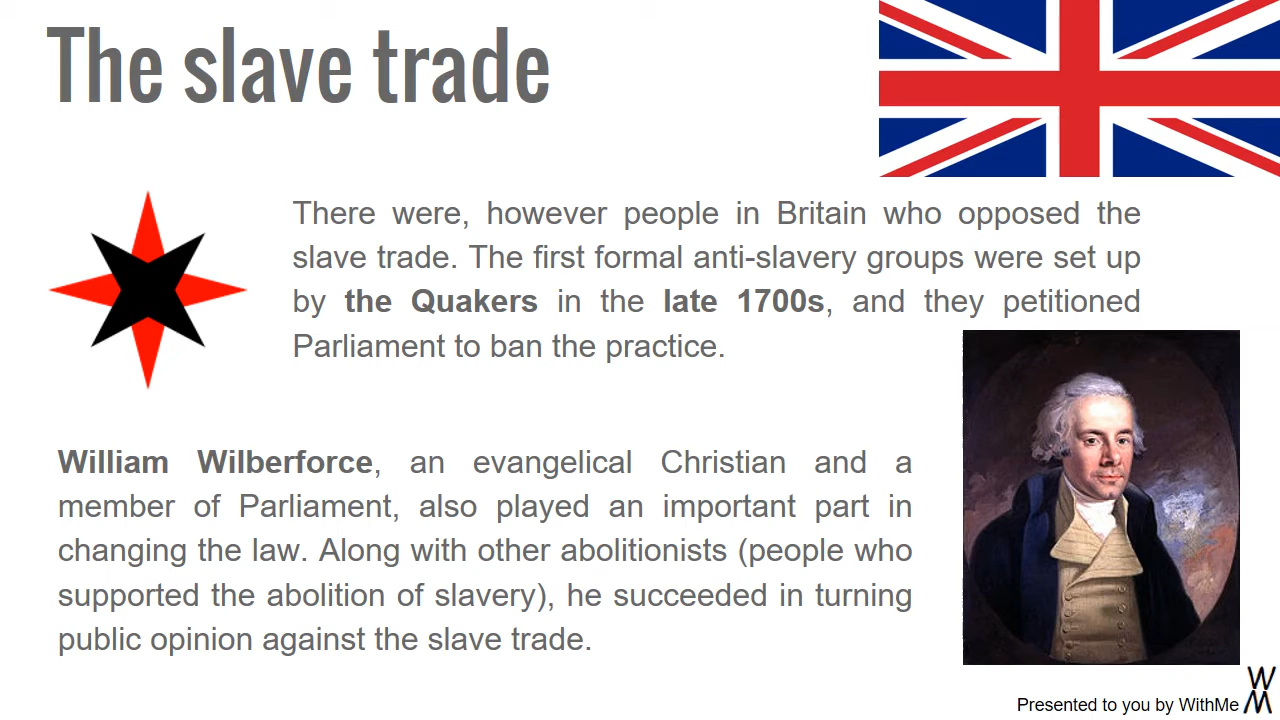 The slave trade
There were, however people in Britain who opposed the
slave trade. The first formal anti-slavery groups were set up
by the Quakers in the late 1700s, and they petitioned
Parliament to ban the practice.
William Wilberforce, an evangelical Christian and a
member of Parliament, also played an important part in
changing the law. Along with other abolitionists (people who
supported the abolition of slavery), he succeeded in turning
public opinion against the slave trade.
Presented to you by WithMe
W
M